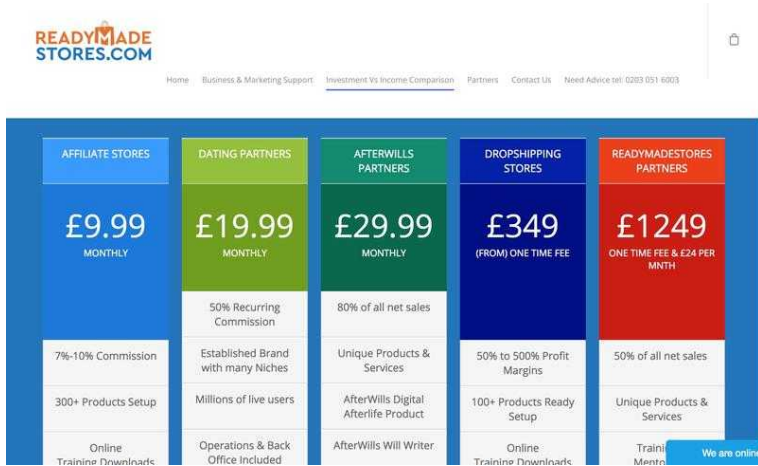 READYMADE
STORES.COM
Home Business & Marketing Support Investment Vs Income Comparison Partners Contact Us Need Advice tel: 0203 051 6003
AFFILIATE STORES
£9.99
MONTHLY
7%-10% Commission
300+ Products Setup
Online
Training Downloads
DATING PARTNERS
£19.99
MONTHLY
50% Recurring
Commission
Established Brand
with many Niches
Millions of live users
Operations & Back
Office Included
AFTERWILLS
PARTNERS
£29.99
MONTHLY
80% of all net sales
Unique Products &
Services
AfterWills Digital
Afterlife Product
AfterWills Will Writer
DROPSHIPPING
STORES
£349
(FROM) ONE TIME FEE
50% to 500% Profit
Margins
100+ Products Ready
Setup
Online
Training Downloads
READYMADESTORES
PARTNERS
£1249
ONE TIME FEE & £24 PER
MNTH
50% of all net sales
Unique Products &
Services
We are online